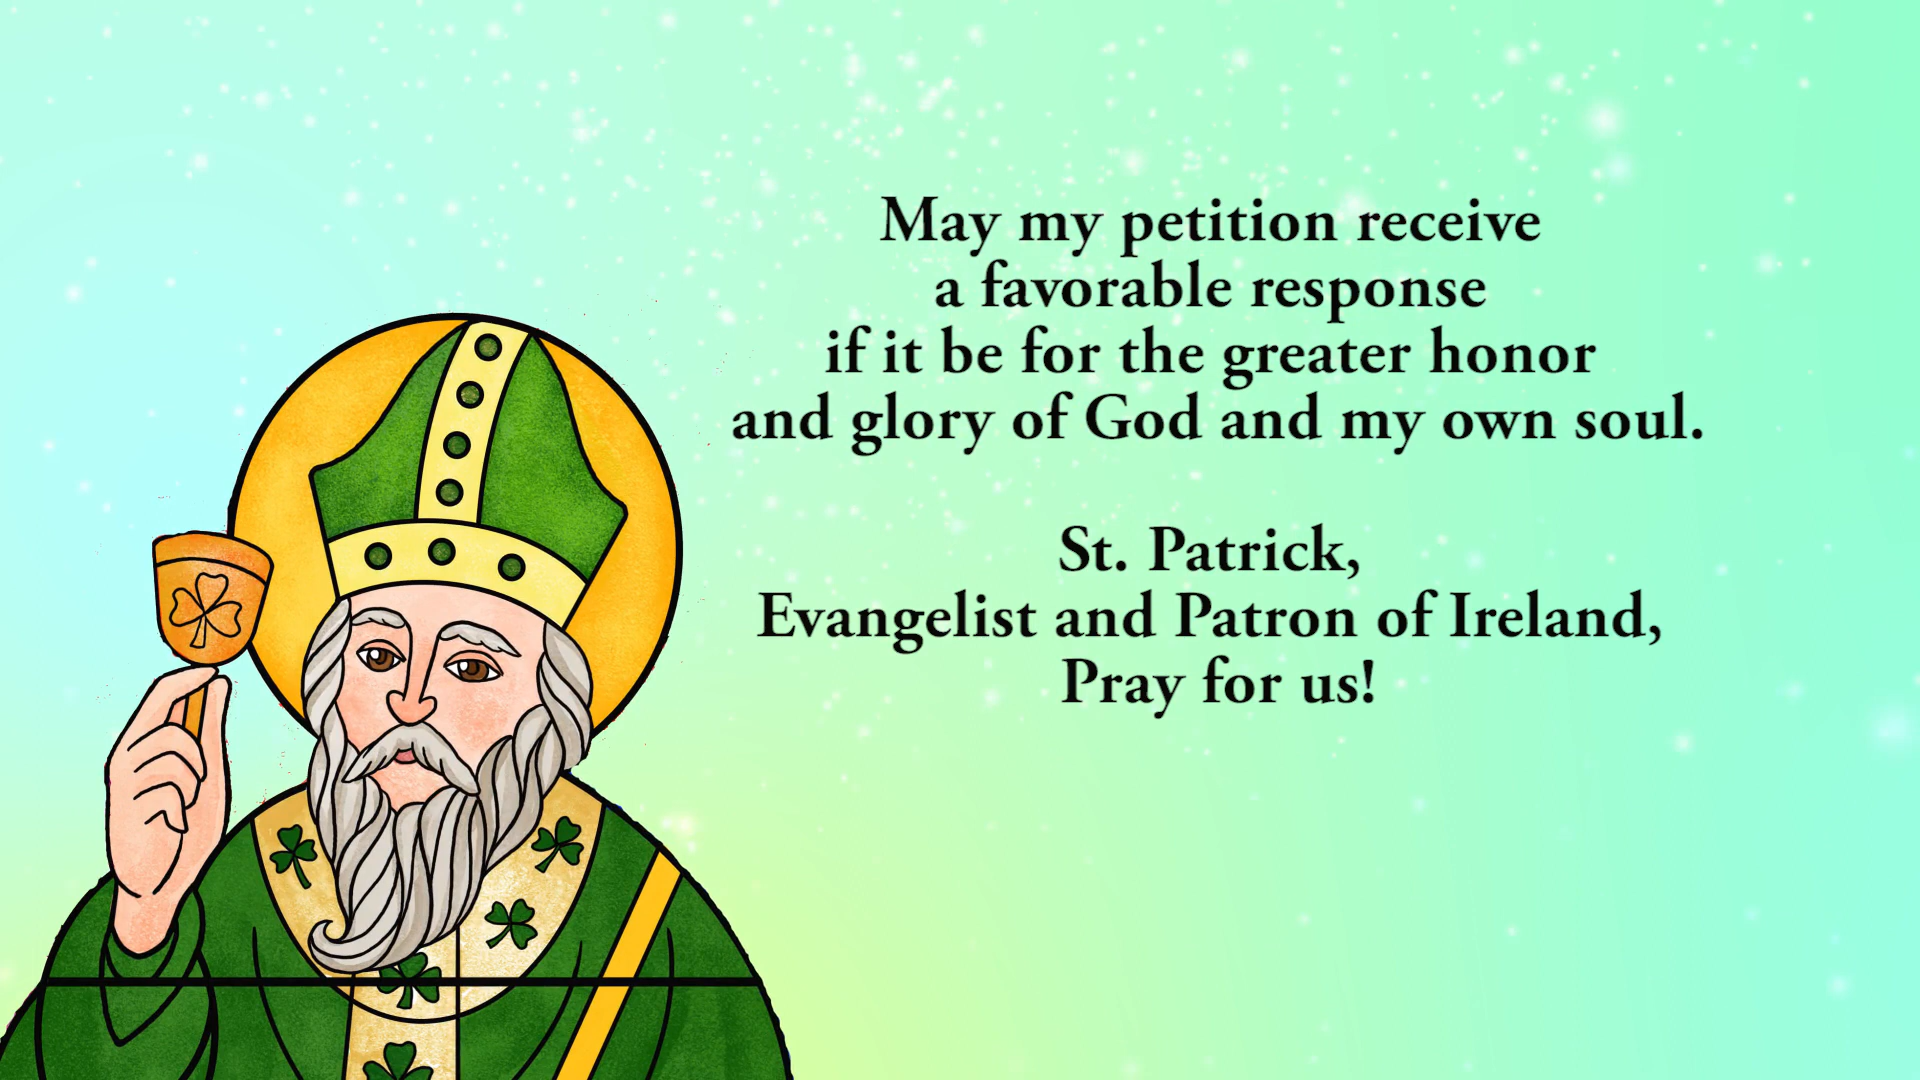 May my petition receive
a favorable response
if it be for the greater honor
and glory of God and my own soul.
St. Patrick,
Evangelist and Patron of Ireland,
Pray for us!